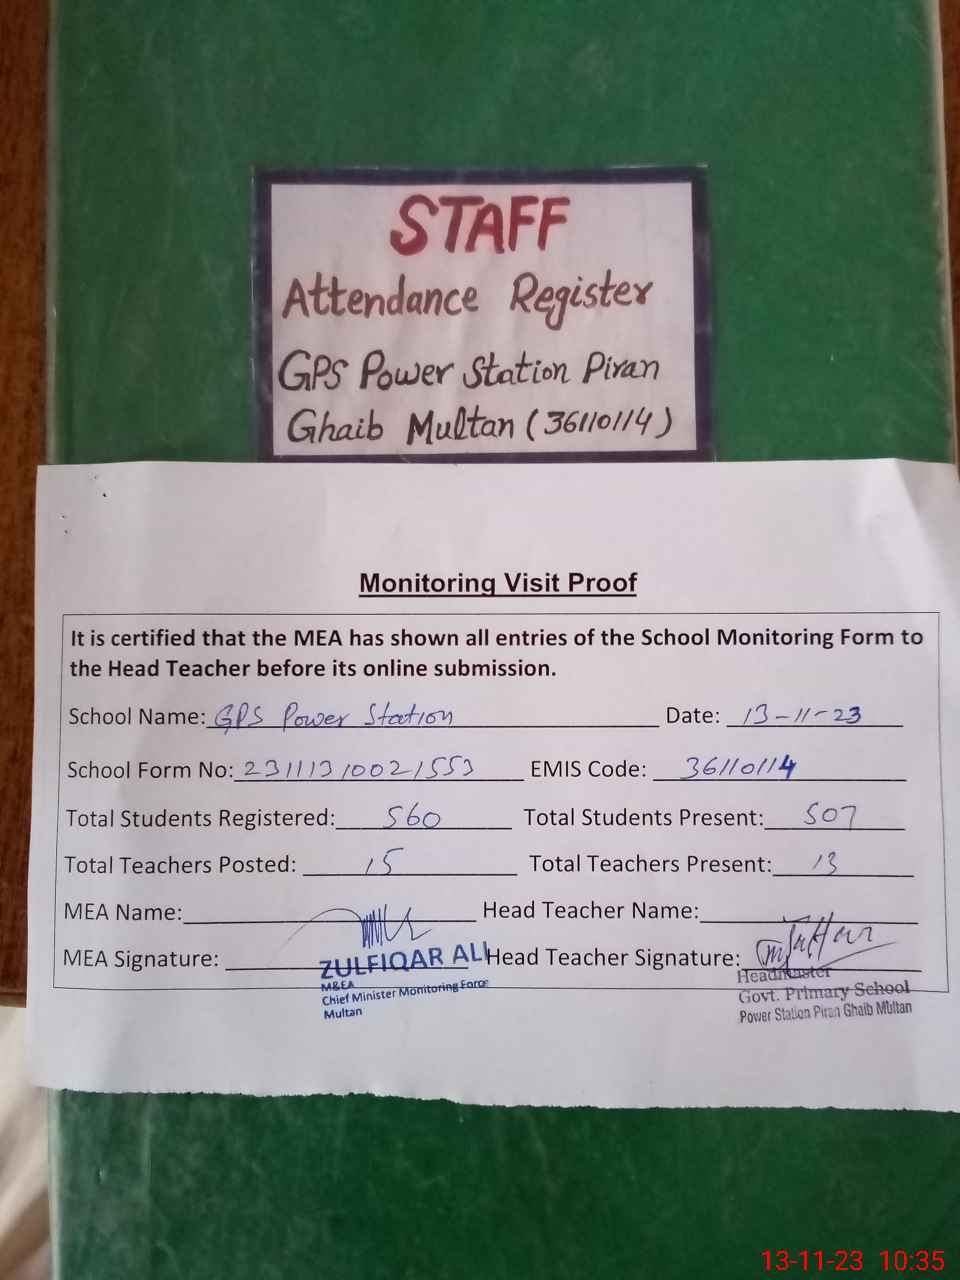 STAFF
Attendance Register
GPS Power Station Piran
Ghaib Multan (36110114)
Monitoring Visit Proof
It is certified that the MEA has shown all entries of the School Monitoring Form to
the Head Teacher before its online submission.
School Name: GPS Power Station Date: 13-11-23
School Form No: 23111310021553 EMIS Code: 36110114
Total Students Registered: 560 Total Students Present: 507
Total Teachers Posted: 15 Total Teachers Present: 13
MEA Name: Head Teacher Name:
MEA Signature: Head Teacher Signature:
ZULFIQAR ALI
M&EA
Chief Minister Monitoring Force
Multan
Headmaster
Govt. Primary School
Power Station Piran Ghaib Multan
13-11-23 10:35